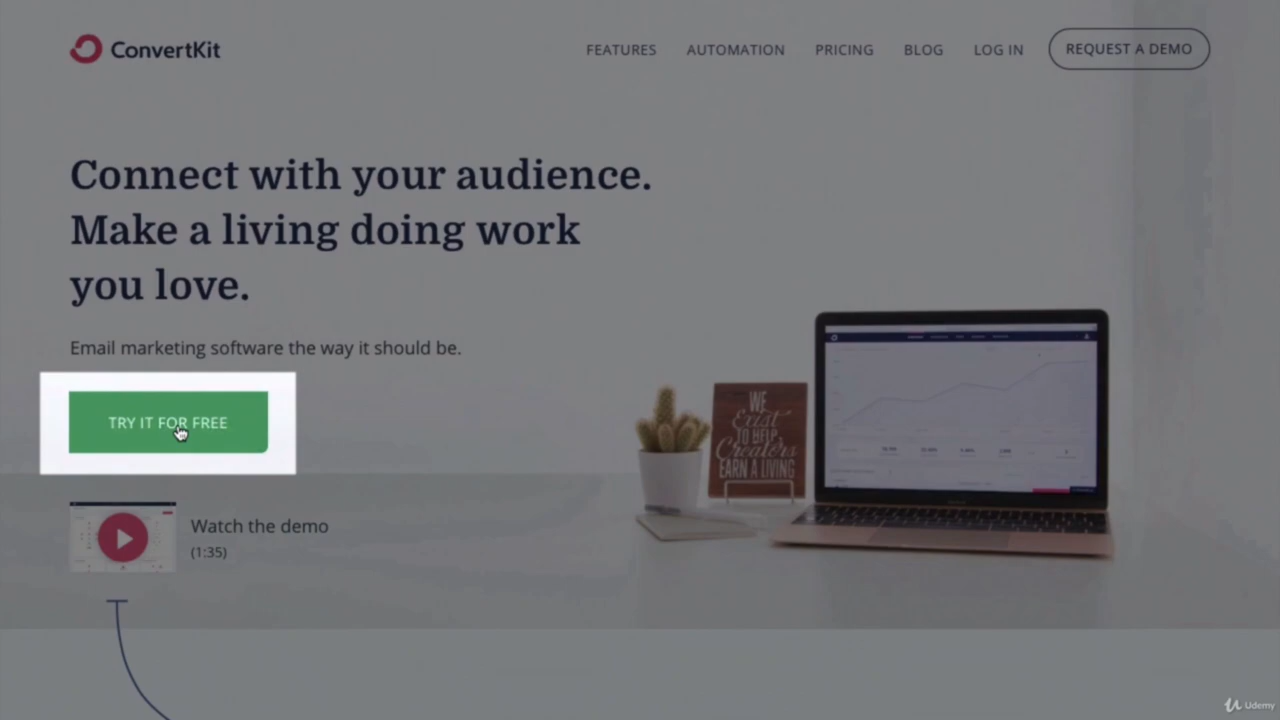 ConvertKit
FEATURES
AUTOMATION
PRICING
BLOG
LOG IN
REQUEST A DEMO
Connect with your audience.
Make a living doing work
you love.
Email marketing software the way it should be.
TRY IT FOR FREE
WE
Exist
TO HELP
Creators
EARN A LIVING
Watch the demo
(1:35)
Udemy